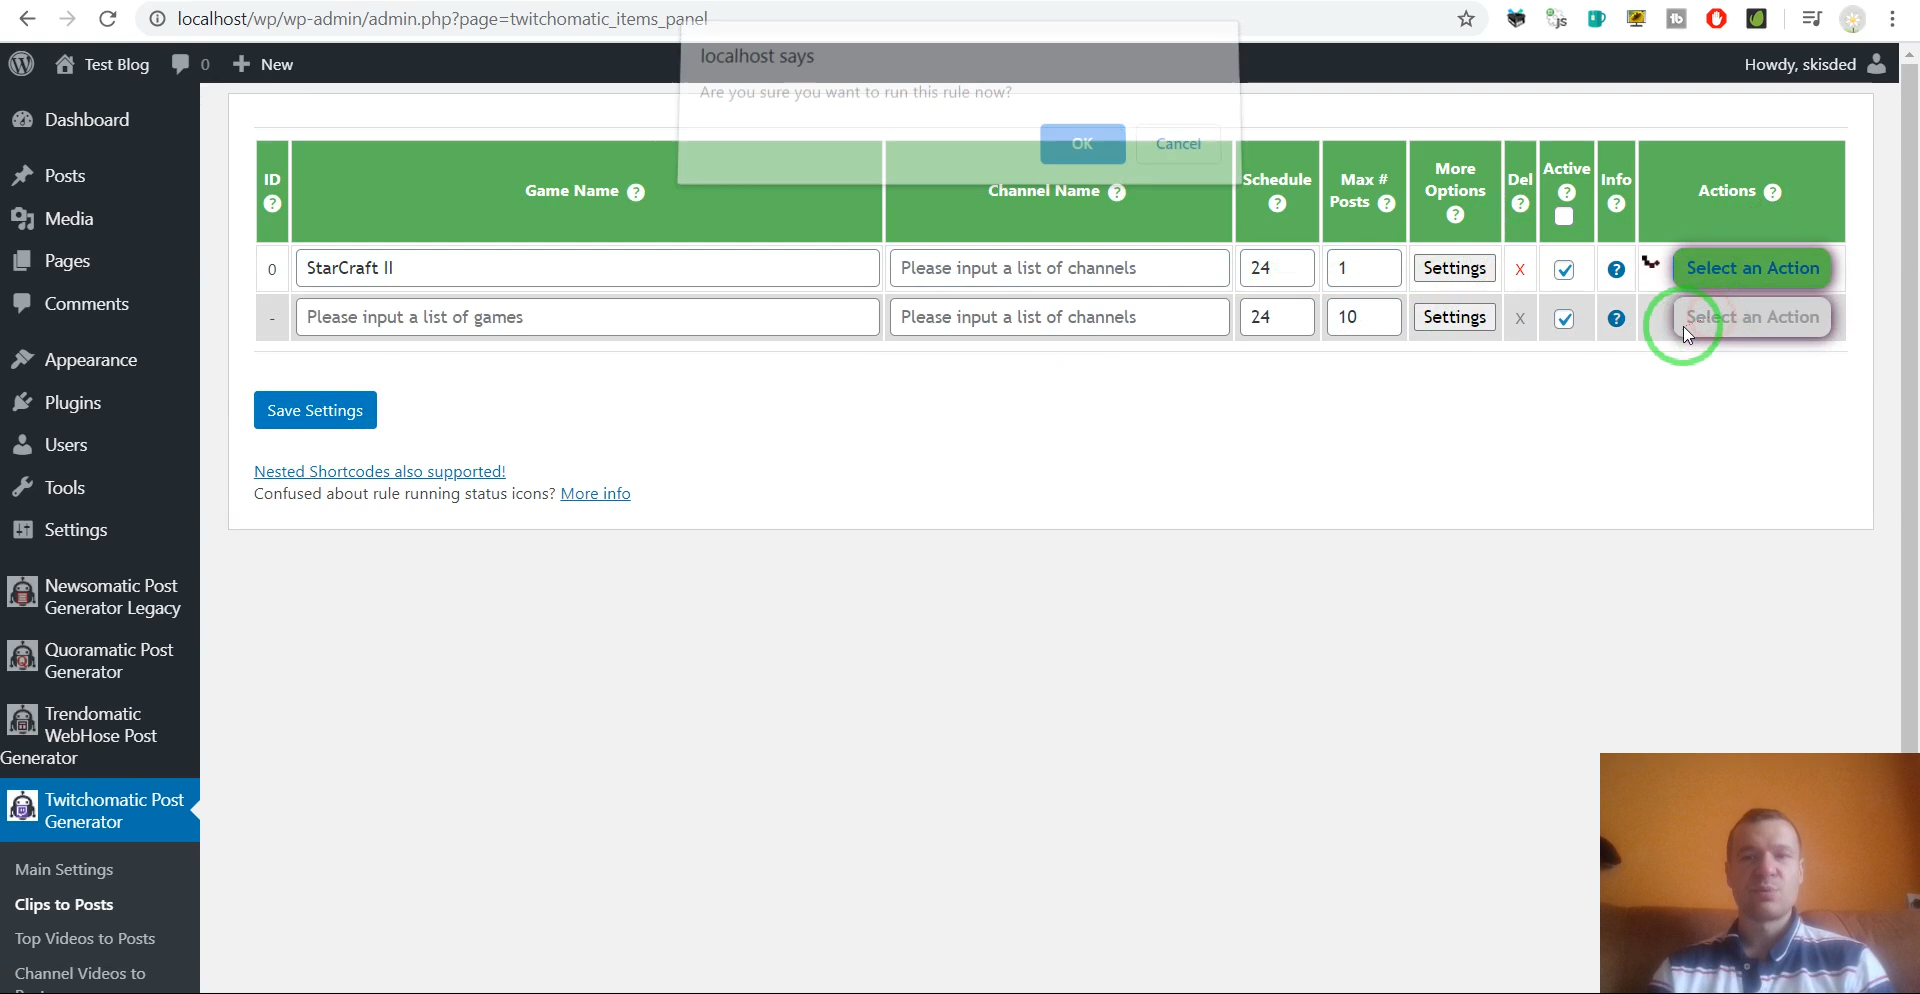 localhost/wp/wp-admin/admin.php?page=twitchomatic_items_panel
Test Blog 0 New
Howdy, skisded
localhost says
Are you sure you want to run this rule now?
OK Cancel
Dashboard
Posts
Media
Pages
Comments
Appearance
Plugins
Users
Tools
Settings
Newsomatic Post
Generator Legacy
Quoramatic Post
Generator
Trendomatic
WebHose Post
Generator
Twitchomatic Post
Generator
Main Settings
Clips to Posts
Top Videos to Posts
Channel Videos to
ID ?
Game Name ?
Channel Name ?
Schedule ?
Max #
Posts ?
More
Options
?
Del ?
Active ?
Info ?
Actions ?
0 StarCraft II Please input a list of channels 24 1 Settings X ? Select an Action
- Please input a list of games Please input a list of channels 24 10 Settings X ? Select an Action
Save Settings
Nested Shortcodes also supported!
Confused about rule running status icons? More info